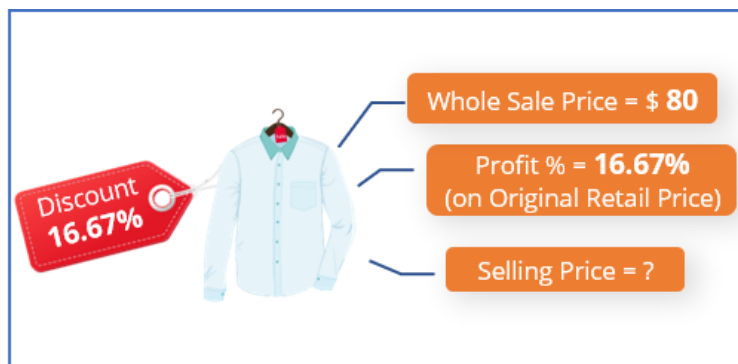 Whole Sale Price = $ 80
Discount
16.67%
Profit % = 16.67%
(on Original Retail Price)
Selling Price = ?